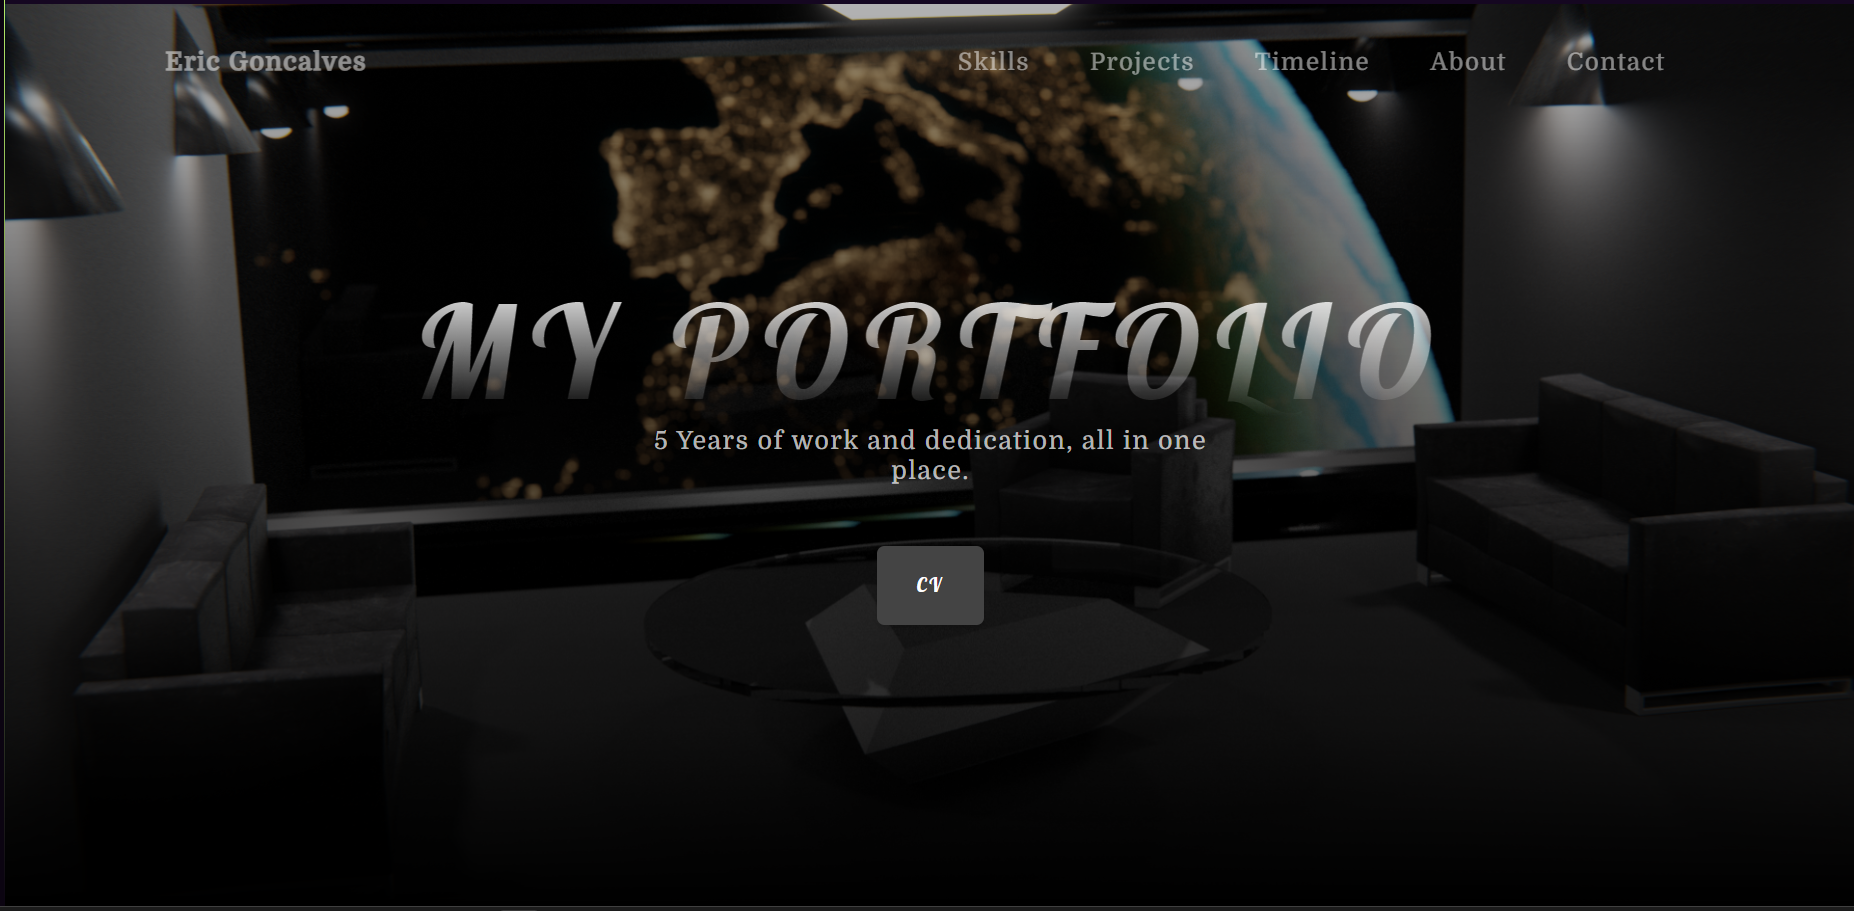 Eric Goncalves
Skills Projects Timeline About Contact
MY PORTFOLIO
5 Years of work and dedication, all in one
place.
CV